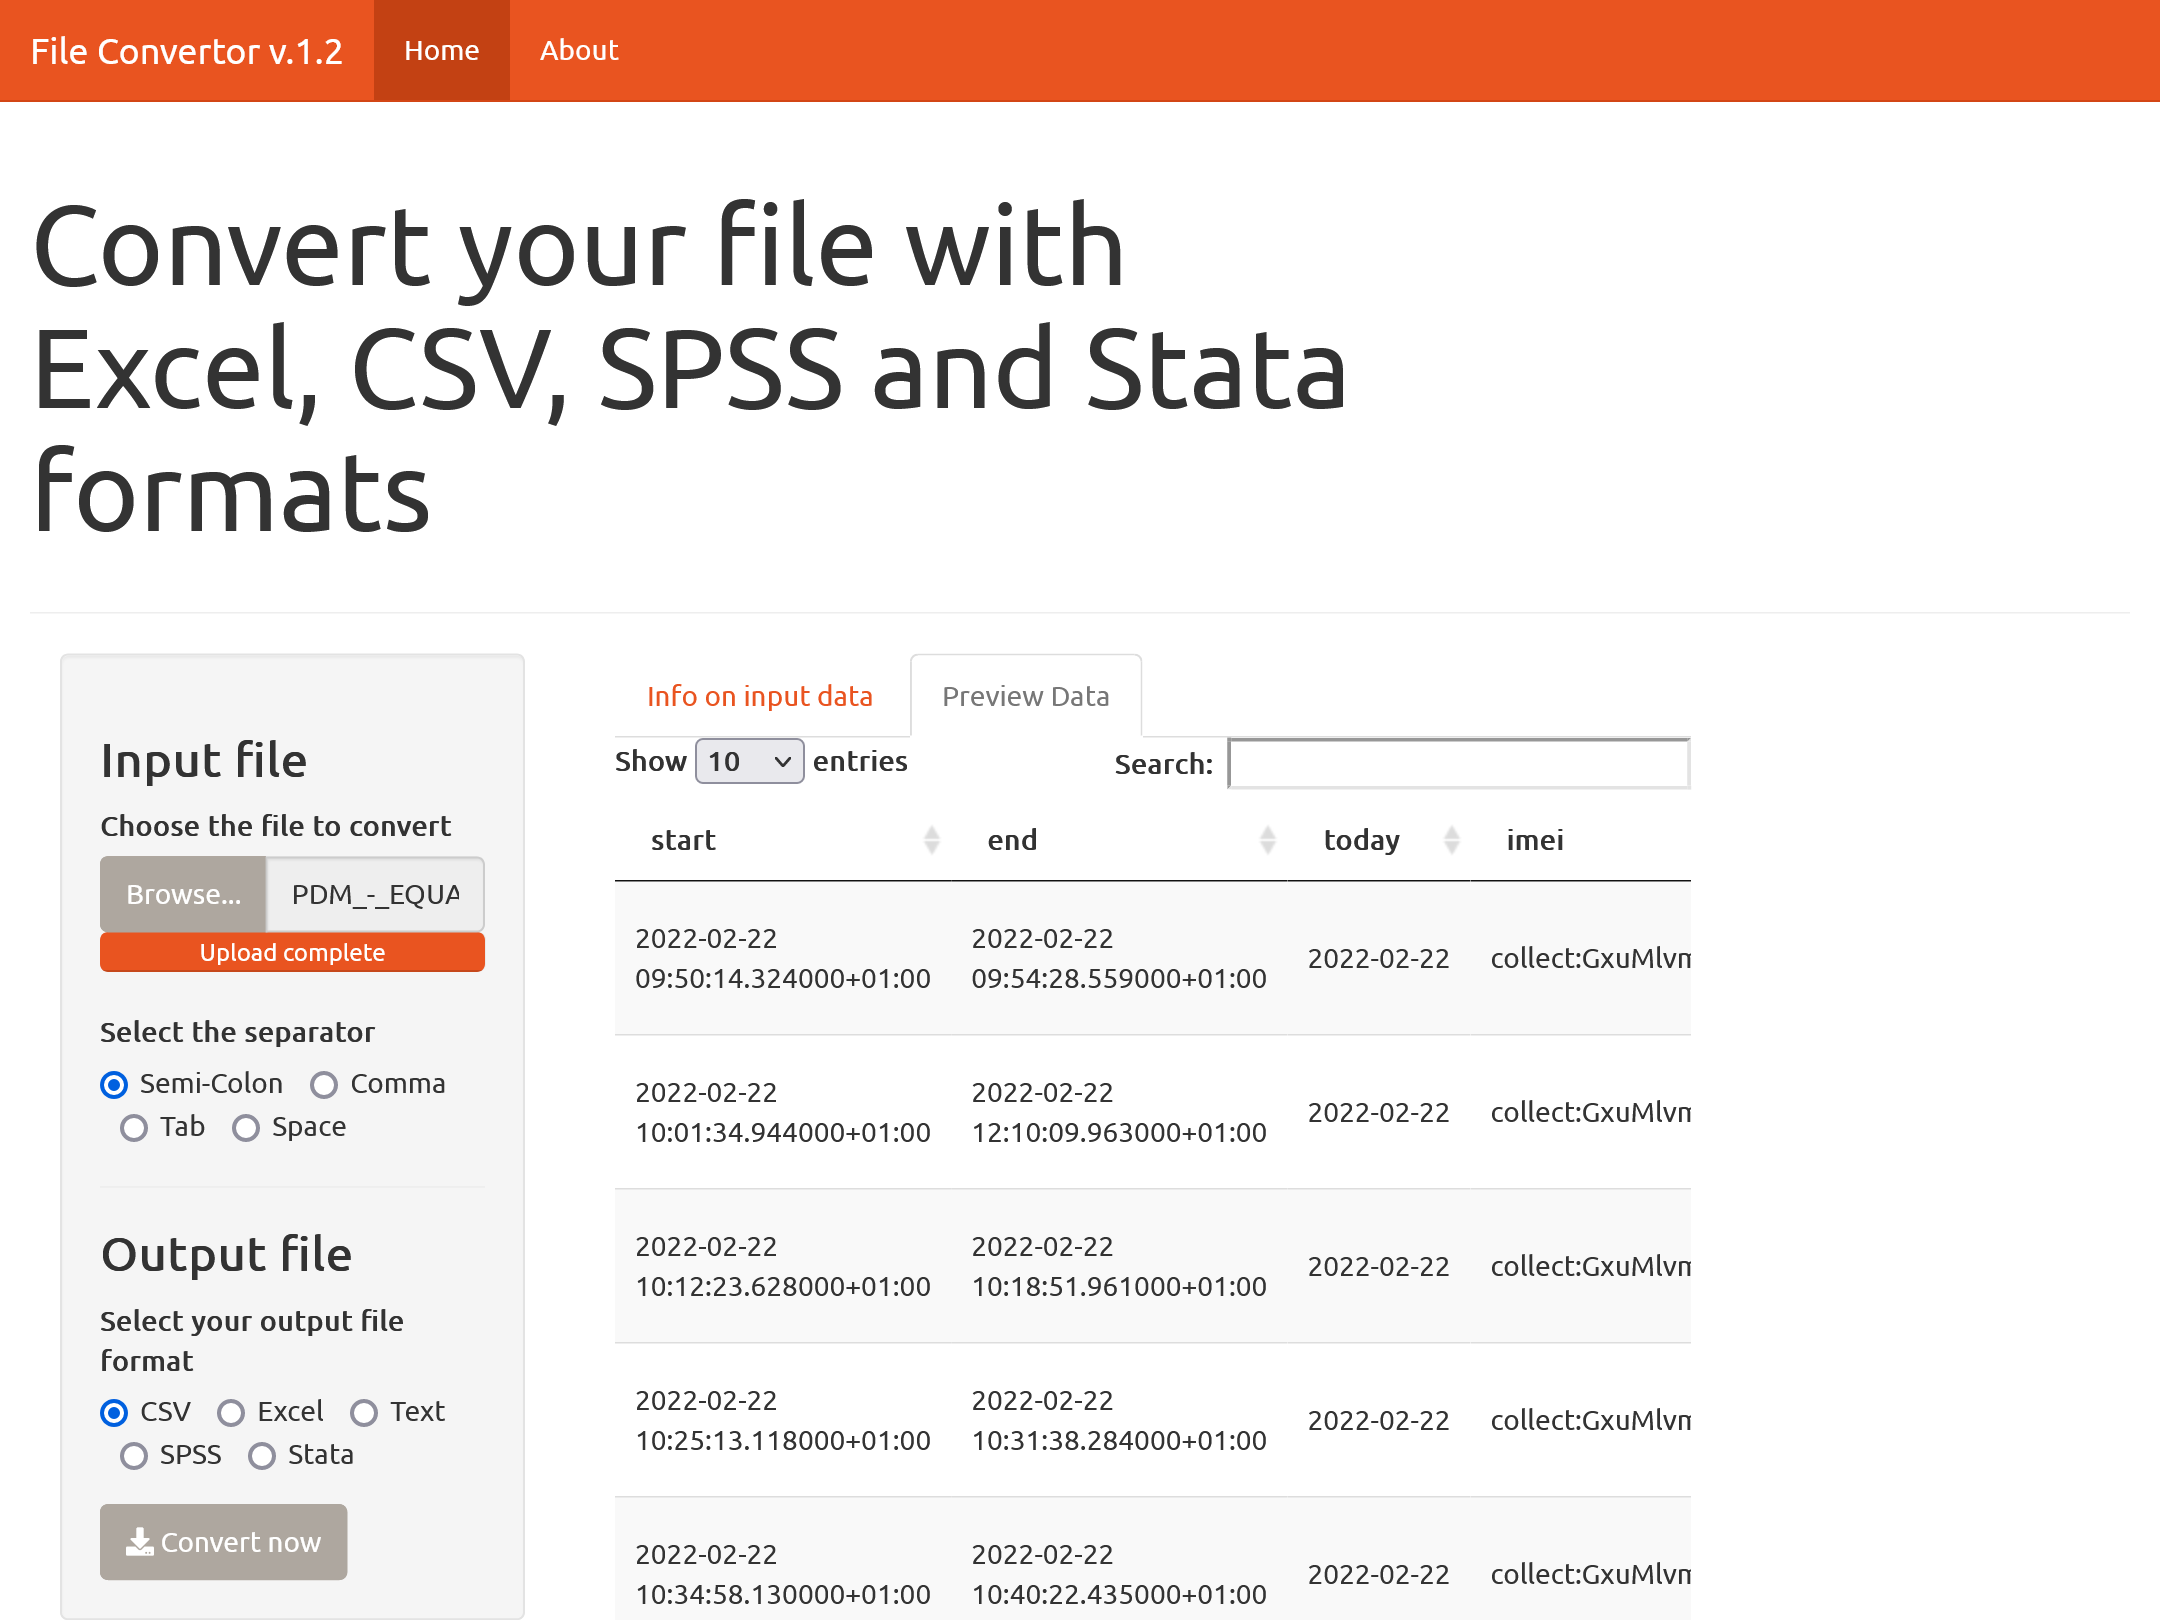 File Convertor v.1.2 Home About
Convert your file with
Excel, CSV, SPSS and Stata
formats
Input file
Choose the file to convert
Browse... PDM_-_EQUA
Upload complete
Select the separator
Semi-Colon Comma
Tab Space
Output file
Select your output file
format
CSV Excel Text
SPSS Stata
Convert now
Info on input data Preview Data
Show 10 entries Search:
start end today imei
2022-02-22 2022-02-22
09:50:14.324000+01:00 09:54:28.559000+01:00 2022-02-22 collect:GxuMlvm
2022-02-22 2022-02-22
10:01:34.944000+01:00 12:10:09.963000+01:00 2022-02-22 collect:GxuMlvm
2022-02-22 2022-02-22
10:12:23.628000+01:00 10:18:51.961000+01:00 2022-02-22 collect:GxuMlvm
2022-02-22 2022-02-22
10:25:13.118000+01:00 10:31:38.284000+01:00 2022-02-22 collect:GxuMlvm
2022-02-22 2022-02-22
10:34:58.130000+01:00 10:40:22.435000+01:00 2022-02-22 collect:GxuMlvm